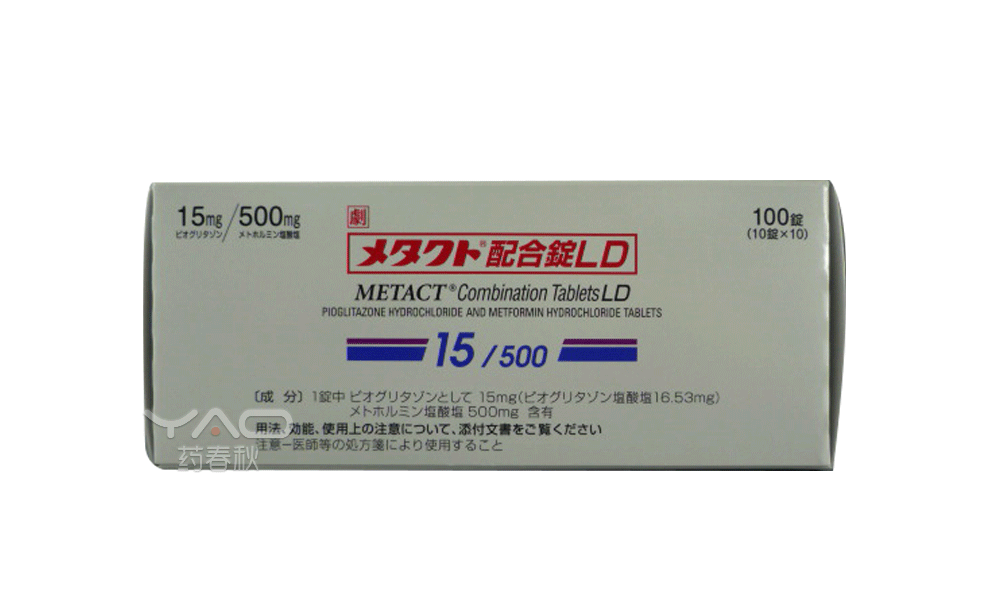 15mg/500mg
ピオグリタゾン メトホルミン塩酸塩
劇
100錠
(10錠×10)
メタクト®配合錠LD
METACT® Combination Tablets LD
PIOGLITAZONE HYDROCHLORIDE AND METFORMIN HYDROCHLORIDE TABLETS
15/500
〔成 分〕1錠中 ピオグリタゾンとして 15mg(ピオグリタゾン塩酸塩16.53mg)
メトホルミン塩酸塩 500mg 含有
用法、効能、使用上の注意について、添付文書をご覧ください
注意−医師等の処方箋により使用すること
YAO
药春秋